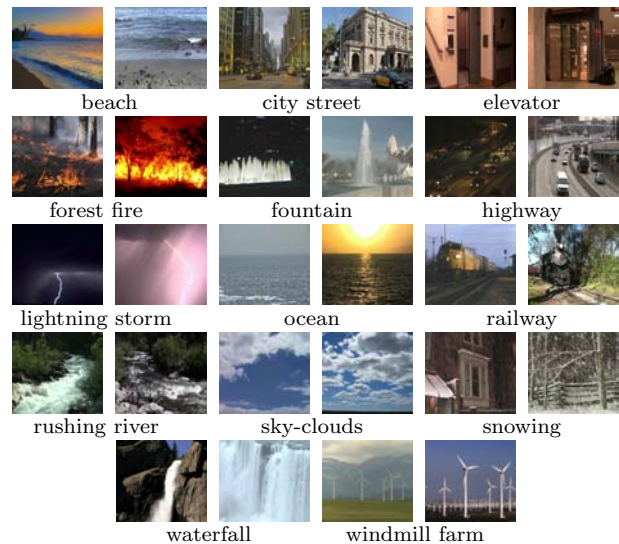 beach
city street
elevator
forest fire
fountain
highway
lightning storm
ocean
railway
rushing river
sky-clouds
snowing
waterfall
windmill farm